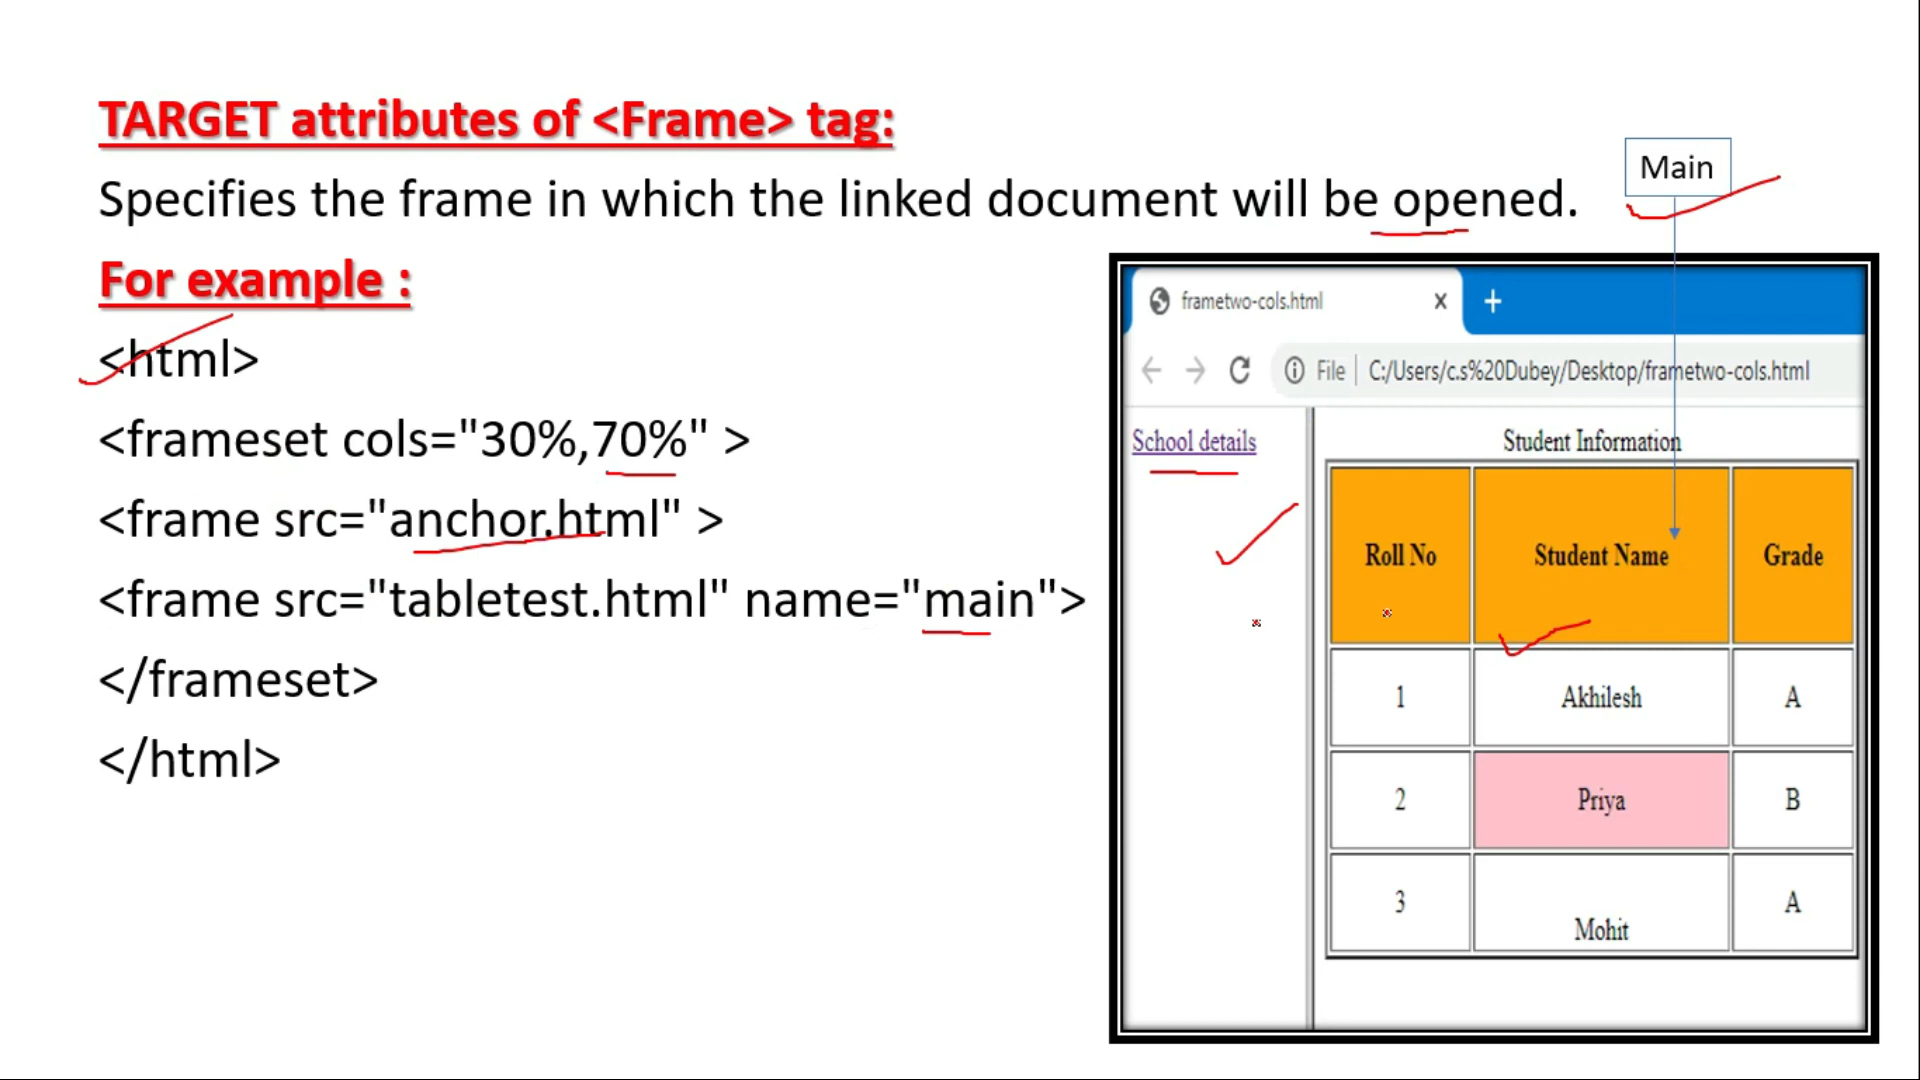 TARGET attributes of <Frame> tag:
Specifies the frame in which the linked document will be opened.
For example :
<html>
<frameset cols="30%,70%" >
<frame src="anchor.html" >
<frame src="tabletest.html" name="main">
</frameset>
</html>
Main
frametwo-cols.html
File
C:/Users/c.s%20Dubey/Desktop/frametwo-cols.html
School details
Student Information
Roll No Student Name Grade
1 Akhilesh A
2 Priya B
3 Mohit A